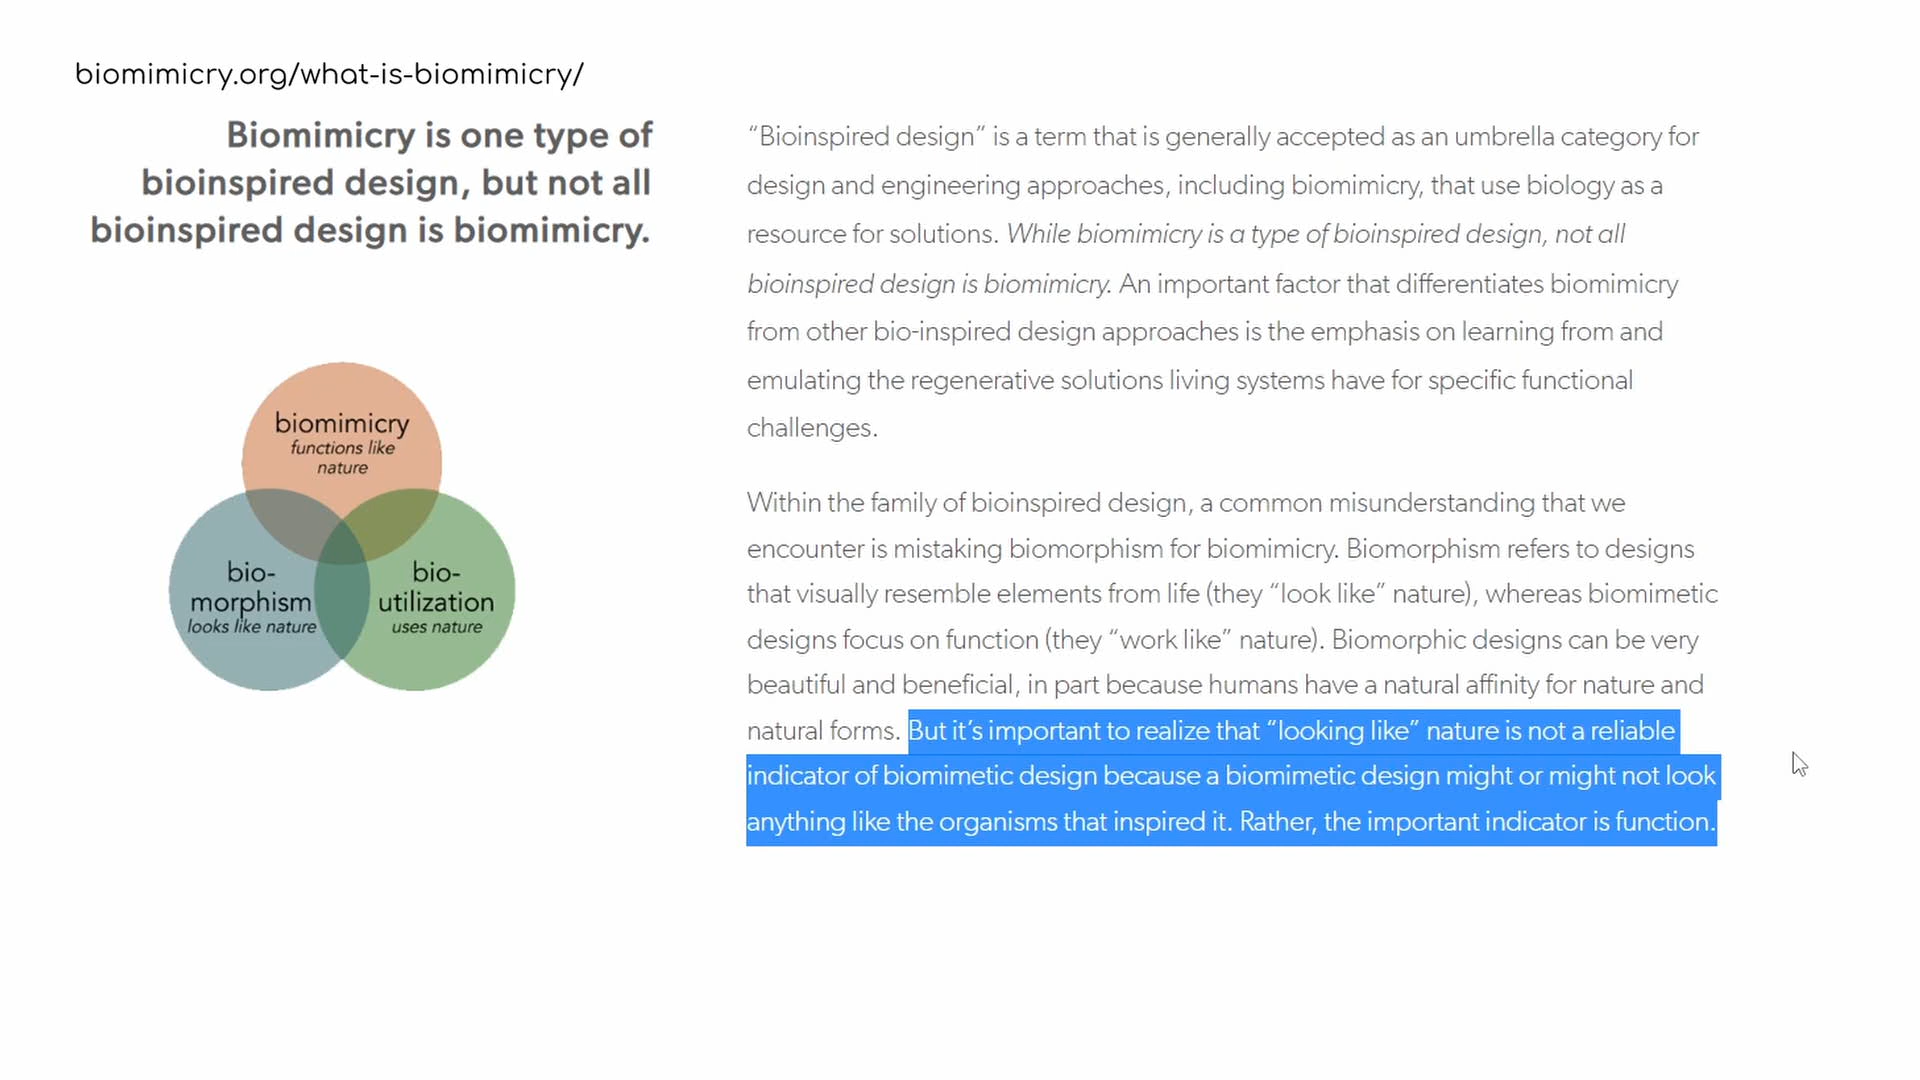 biomimicry.org/what-is-biomimicry/
Biomimicry is one type of
bioinspired design, but not all
bioinspired design is biomimicry.
biomimicry
functions like
nature
bio-
morphism
looks like nature
bio-
utilization
uses nature
“Bioinspired design” is a term that is generally accepted as an umbrella category for
design and engineering approaches, including biomimicry, that use biology as a
resource for solutions. While biomimicry is a type of bioinspired design, not all
bioinspired design is biomimicry. An important factor that differentiates biomimicry
from other bio-inspired design approaches is the emphasis on learning from and
emulating the regenerative solutions living systems have for specific functional
challenges.
Within the family of bioinspired design, a common misunderstanding that we
encounter is mistaking biomorphism for biomimicry. Biomorphism refers to designs
that visually resemble elements from life (they “look like” nature), whereas biomimetic
designs focus on function (they “work like” nature). Biomorphic designs can be very
beautiful and beneficial, in part because humans have a natural affinity for nature and
natural forms. But it’s important to realize that “looking like” nature is not a reliable
indicator of biomimetic design because a biomimetic design might or might not look
anything like the organisms that inspired it. Rather, the important indicator is function.